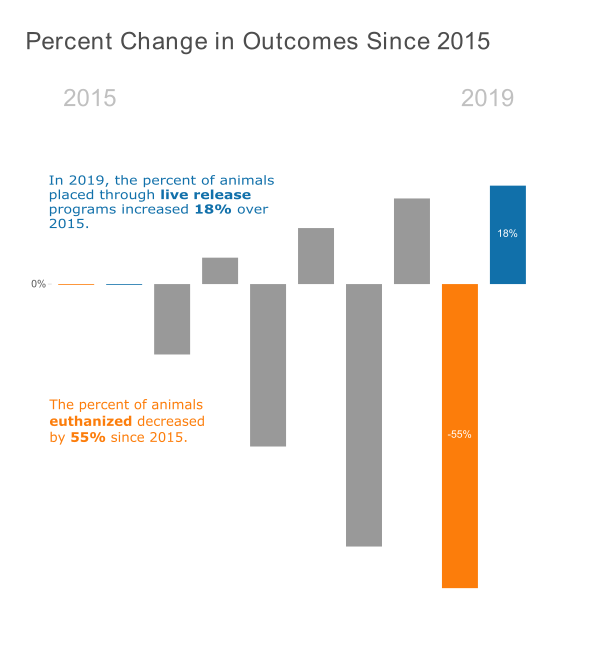 Percent Change in Outcomes Since 2015
2015
2019
In 2019, the percent of animals
placed through live release
programs increased 18% over
2015.
18%
0%
The percent of animals
euthanized decreased
by 55% since 2015.
-55%